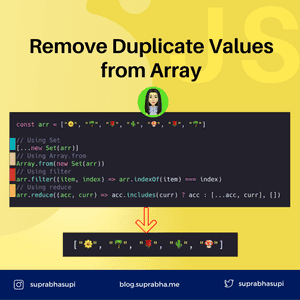 JS
Remove Duplicate Values
from Array
const arr = ["🌼", "🌴", "🌹", "🌵", "🍄", "🌹", "🌴"]
// Using Set
[...new Set(arr)]
// Using Array.from
Array.from(new Set(arr))
// Using filter
arr.filter((item, index) => arr.indexOf(item) === index)
// Using reduce
arr.reduce((acc, curr) => acc.includes(curr) ? acc : [...acc, curr], [])
["🌼", "🌴", "🌹", "🌵", "🍄"]
suprabhasupi
blog.suprabha.me
suprabhasupi